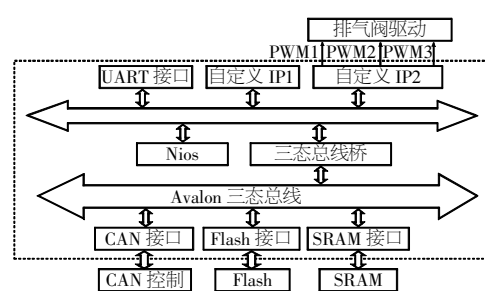 排气阀驱动
PWM1 PWM2 PWM3
UART 接口 自定义 IP1 自定义 IP2
Nios 三态总线桥
Avalon 三态总线
CAN 接口 Flash 接口 SRAM 接口
CAN 控制 Flash SRAM